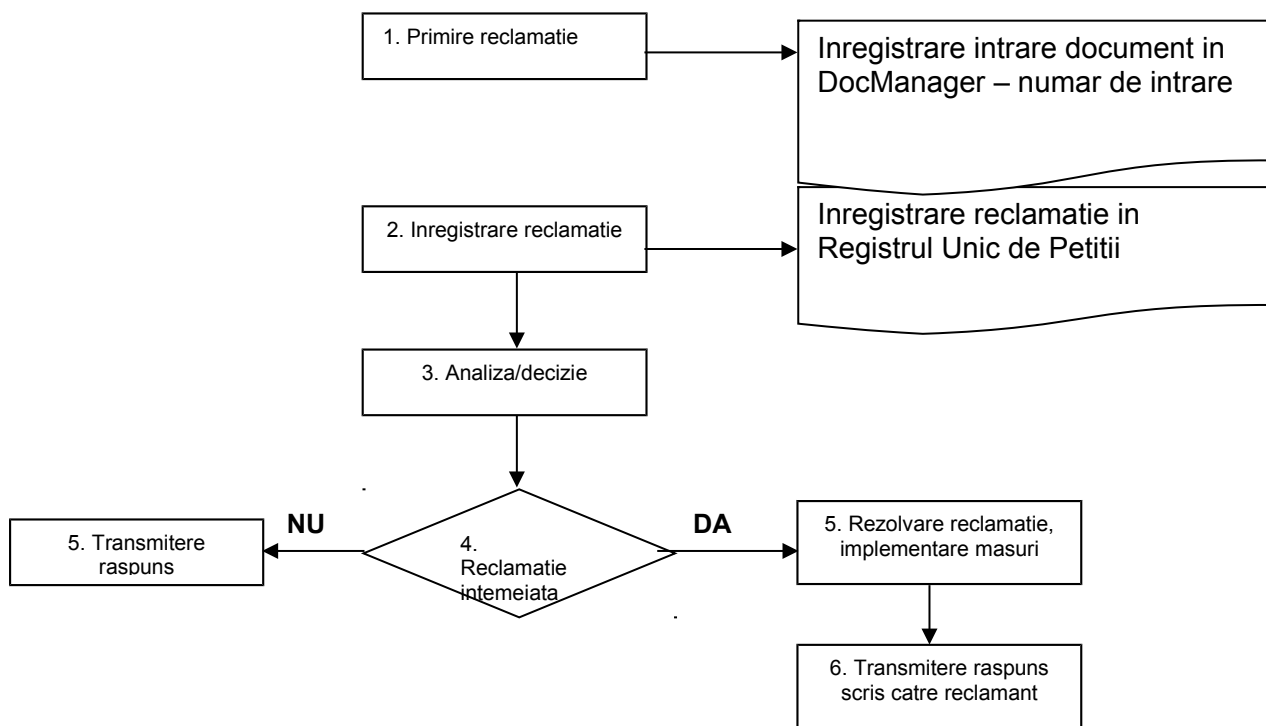 1. Primire reclamatie
Inregistrare intrare document in
DocManager – numar de intrare
2. Inregistrare reclamatie
Inregistrare reclamatie in
Registrul Unic de Petitii
3. Analiza/decizie
NU
DA
5. Transmitere
raspuns
4.
Reclamatie
intemeiata
5. Rezolvare reclamatie,
implementare masuri
6. Transmitere raspuns
scris catre reclamant